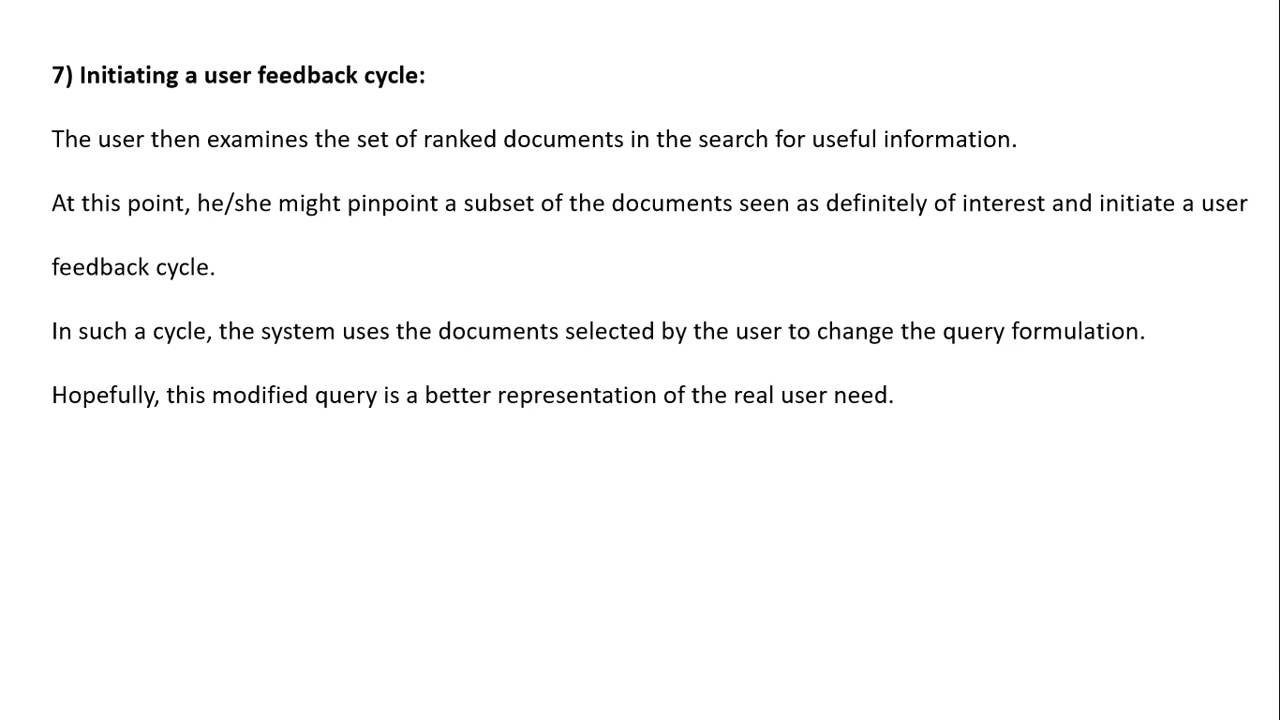 7) Initiating a user feedback cycle:
The user then examines the set of ranked documents in the search for useful information.
At this point, he/she might pinpoint a subset of the documents seen as definitely of interest and initiate a user
feedback cycle.
In such a cycle, the system uses the documents selected by the user to change the query formulation.
Hopefully, this modified query is a better representation of the real user need.